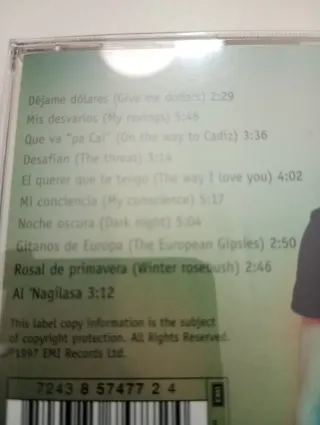 Déjame dólares (Give me dollars) 2:29
Mis desvarios (My ravings) 5:46
Que va "pa Cai" (On the way to Cadiz) 3:36
Desafian (The threat) 3:14
El querer que te tengo (The way I love you) 4:02
Mi conciencia (My conscience) 5:17
Noche oscura (Dark night) 5:04
Gitanos de Europa (The European Gipsies) 2:50
Rosal de primavera (Winter rosebush) 2:46
Al 'Nagilasa 3:12
This label copy information is the subject
of copyright protection. All Rights Reserved.
©1997 EMI Records Ltd.
7243 8 57477 2 4
EMI